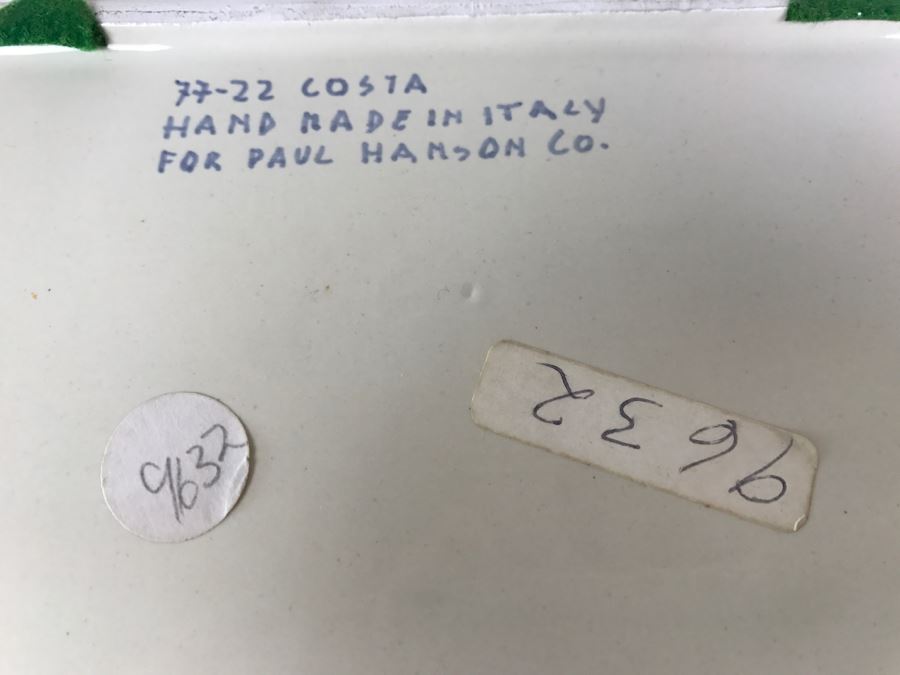 77-22 COSTA
HAND MADE IN ITALY
FOR PAUL HANSON CO.
9632
9632